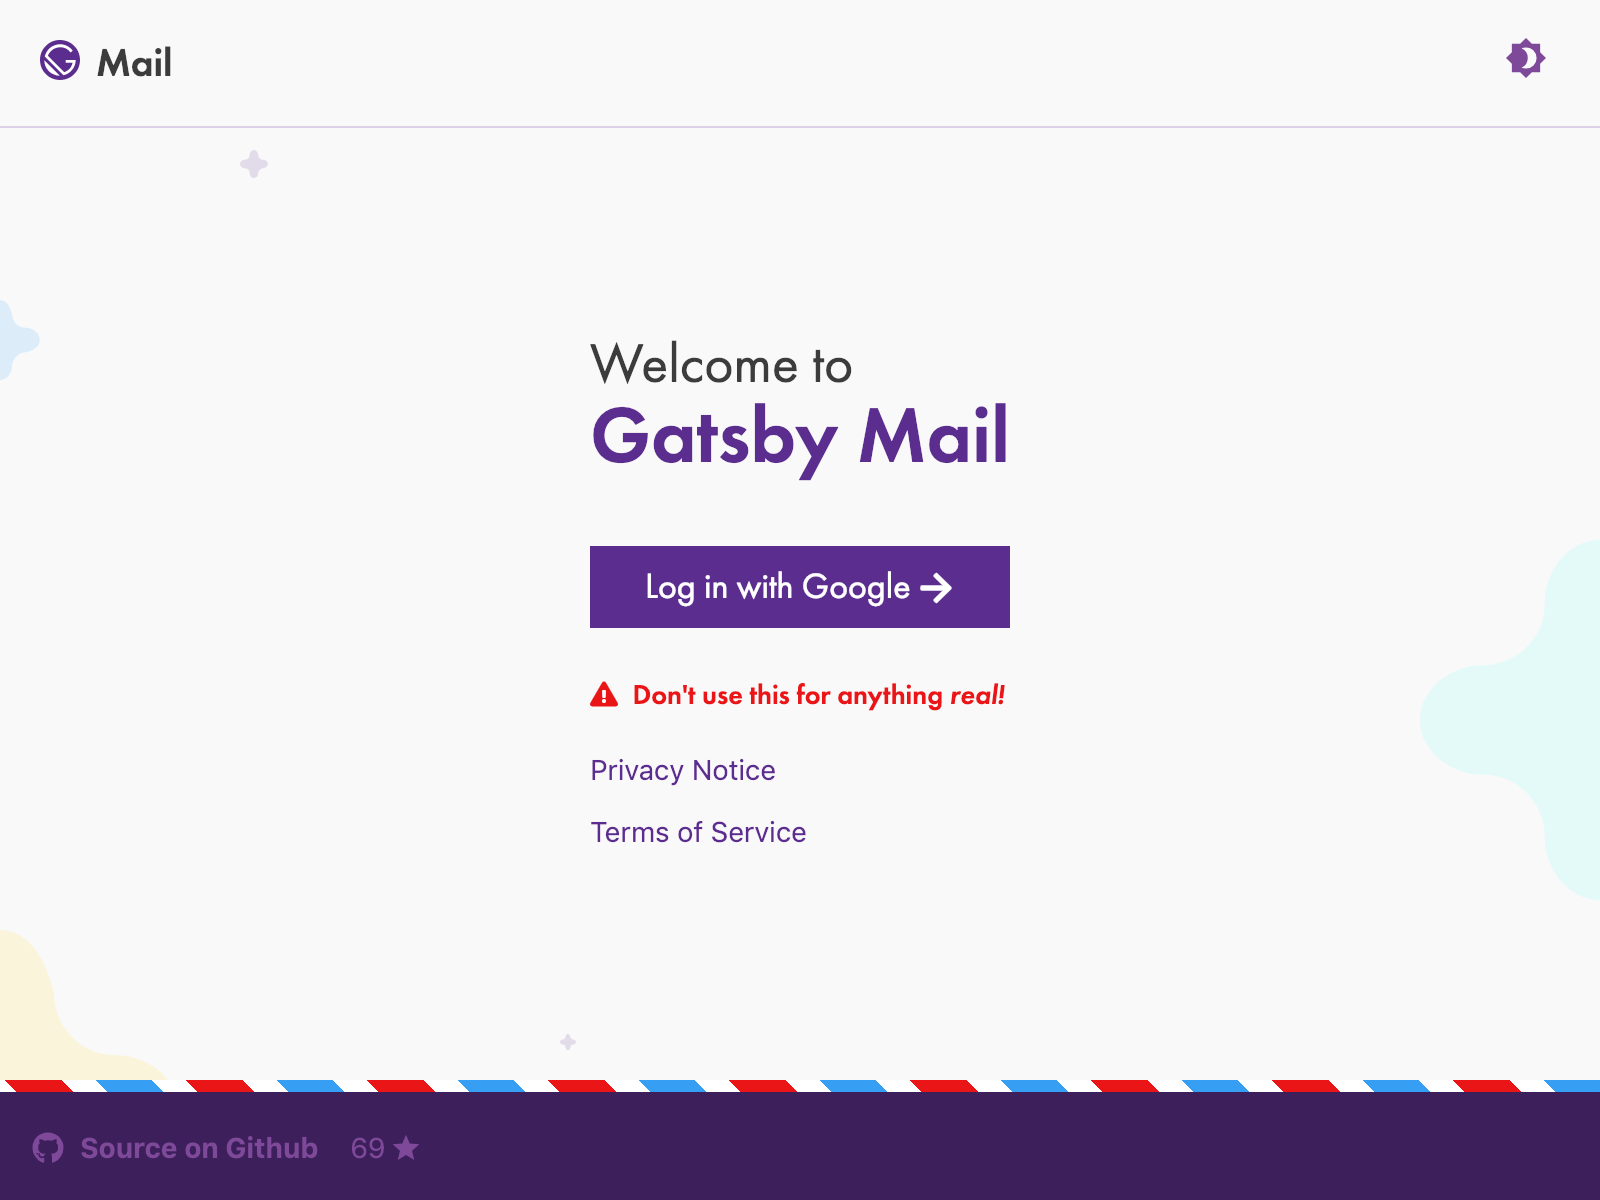 Mail
Welcome to
Gatsby Mail
Log in with Google
Don't use this for anything real!
Privacy Notice
Terms of Service
Source on Github 69